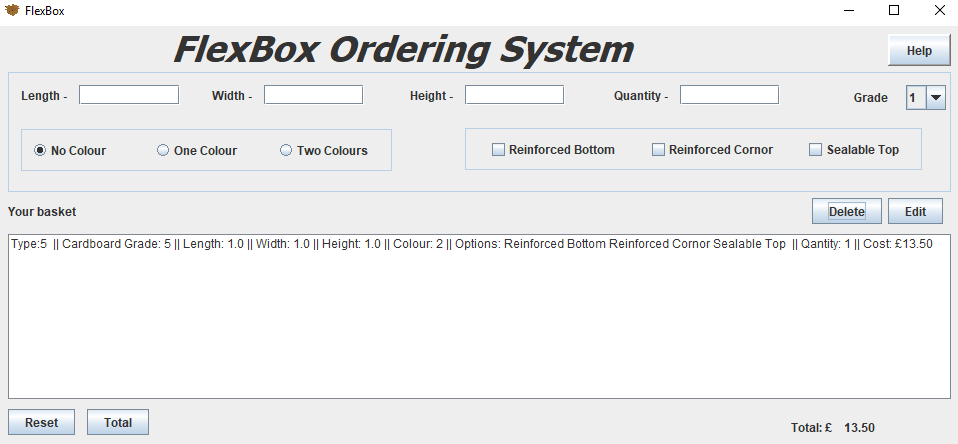 FlexBox
FlexBox Ordering System
Help
Length - Width - Height - Quantity - Grade 1
No Colour One Colour Two Colours Reinforced Bottom Reinforced Cornor Sealable Top
Your basket Delete Edit
Type:5 || Cardboard Grade: 5 || Length: 1.0 || Width: 1.0 || Height: 1.0 || Colour: 2 || Options: Reinforced Bottom Reinforced Cornor Sealable Top || Qantity: 1 || Cost: £13.50
Reset Total Total: £ 13.50